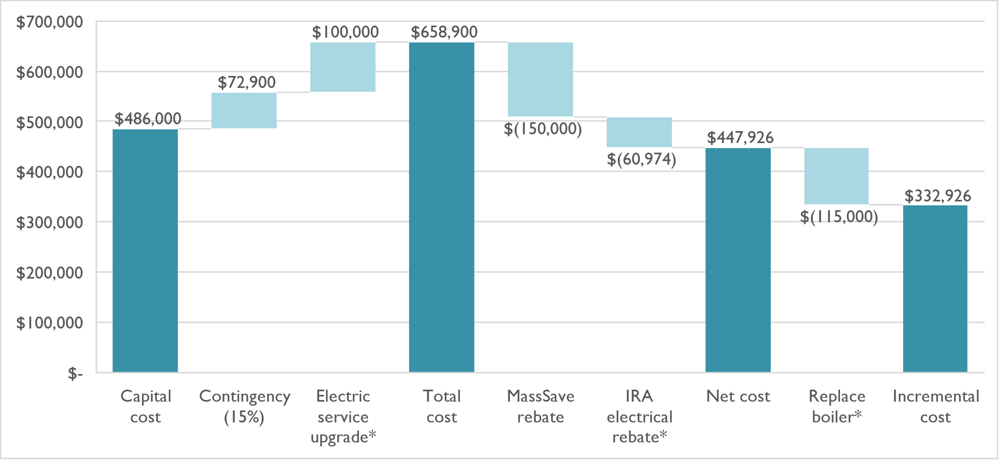 $700,000
$600,000
$500,000
$400,000
$300,000
$200,000
$100,000
$-
$486,000
$72,900
$100,000
$658,900
$(150,000)
$(60,974)
$447,926
$(115,000)
$332,926
Capital
cost
Contingency
(15%)
Electric
service
upgrade*
Total
cost
MassSave
rebate
IRA
electrical
rebate*
Net cost
Replace
boiler*
Incremental
cost